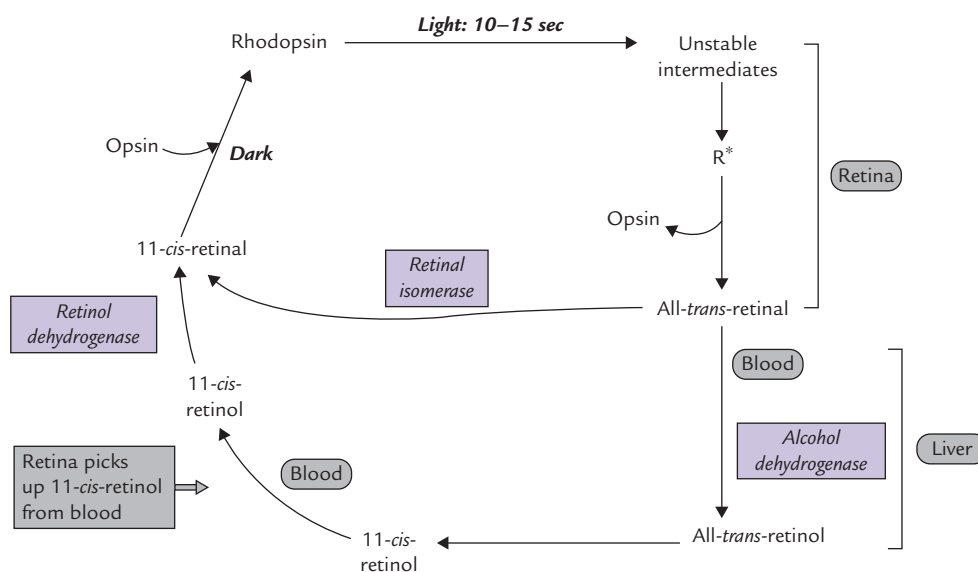 Light: 10–15 sec
Rhodopsin
Unstable
intermediates
Opsin
Dark
R*
Retina
Opsin
11-cis-retinal
Retinal
isomerase
Retinol
dehydrogenase
All-trans-retinal
Blood
11-cis-
retinol
Alcohol
dehydrogenase
Liver
Retina picks
up 11-cis-retinol
from blood
Blood
11-cis-
retinol
All-trans-retinol